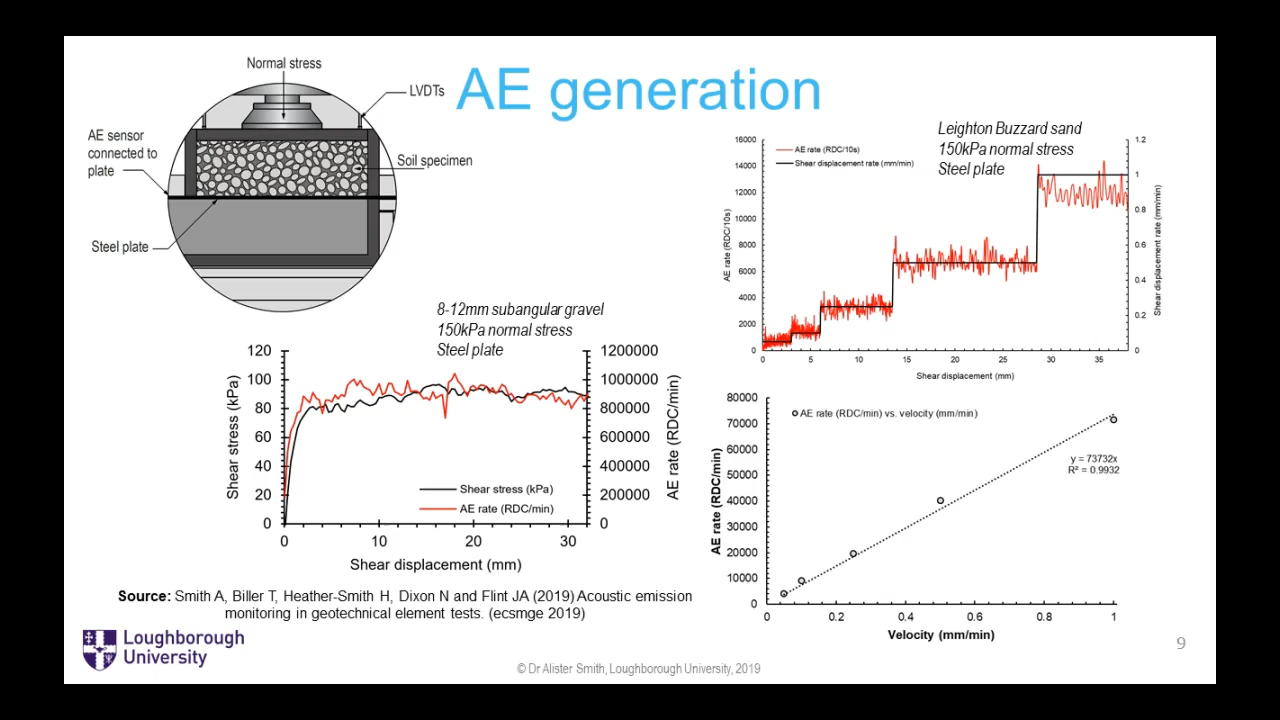 AE generation
Normal stress
LVDTs
AE sensor
connected to
plate
Soil specimen
Steel plate
Leighton Buzzard sand
150kPa normal stress
Steel plate
AE rate (RDC/10s)
Shear displacement rate (mm/min)
16000
14000
12000
10000
8000
6000
4000
2000
0
AE rate (RDC/10s)
1.2
1
0.8
0.6
0.4
0.2
0
Shear displacement rate (mm/min)
0 5 10 15 20 25 30 35
Shear displacement (mm)
8-12mm subangular gravel
150kPa normal stress
Steel plate
120
100
80
60
40
20
0
Shear stress (kPa)
1200000
1000000
800000
600000
400000
200000
0
AE rate (RDC/min)
Shear stress (kPa)
AE rate (RDC/min)
0 10 20 30
Shear displacement (mm)
80000
70000
60000
50000
40000
30000
20000
10000
0
AE rate (RDC/min)
AE rate (RDC/min) vs. velocity (mm/min)
y = 73732x
R² = 0.9932
0 0.2 0.4 0.6 0.8 1
Velocity (mm/min)
Source: Smith A, Biller T, Heather-Smith H, Dixon N and Flint JA (2019) Acoustic emission
monitoring in geotechnical element tests. (ecsmge 2019)
Loughborough
University
© Dr Alister Smith, Loughborough University, 2019
9